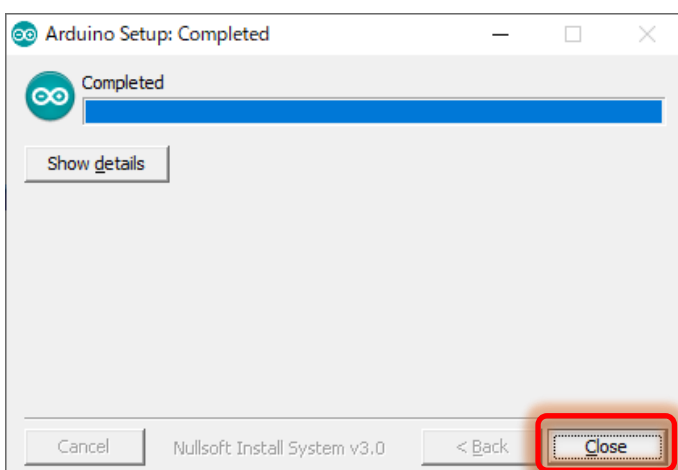 Arduino Setup: Completed
Completed
Show details
Cancel
Nullsoft Install System v3.0
< Back
Close